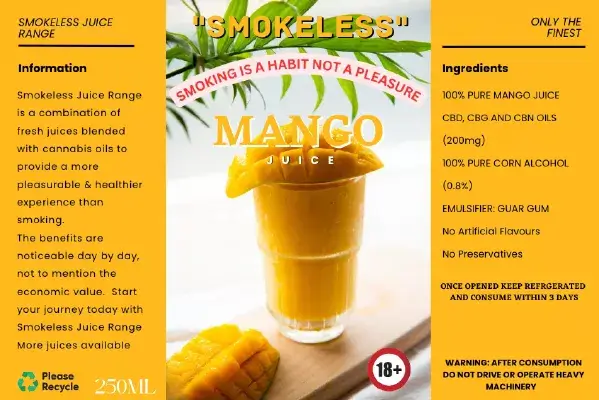 SMOKELESS JUICE
RANGE
Information
Smokeless Juice Range
is a combination of
fresh juices blended
with cannabis oils to
provide a more
pleasurable & healthier
experience than
smoking.
The benefits are
noticeable day by day,
not to mention the
economic value. Start
your journey today with
Smokeless Juice Range
More juices available
Please
Recycle
250ML
"SMOKELESS"
SMOKING IS A HABIT NOT A PLEASURE
MANGO
JUICE
18+
ONLY THE
FINEST
Ingredients
100% PURE MANGO JUICE
CBD, CBG AND CBN OILS
(200mg)
100% PURE CORN ALCOHOL
(0.8%)
EMULSIFIER: GUAR GUM
No Artificial Flavours
No Preservatives
ONCE OPENED KEEP REFRGERATED
AND CONSUME WITHIN 3 DAYS
WARNING: AFTER CONSUMPTION
DO NOT DRIVE OR OPERATE HEAVY
MACHINERY